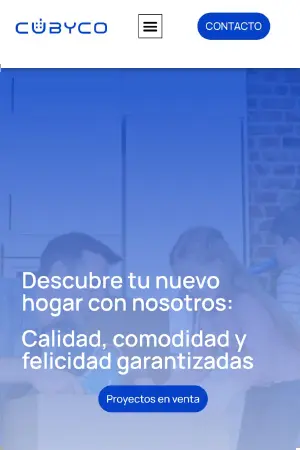 CUBYCO
CONTACTO
Descubre tu nuevo
hogar con nosotros:
Calidad, comodidad y
felicidad garantizadas
Proyectos en venta